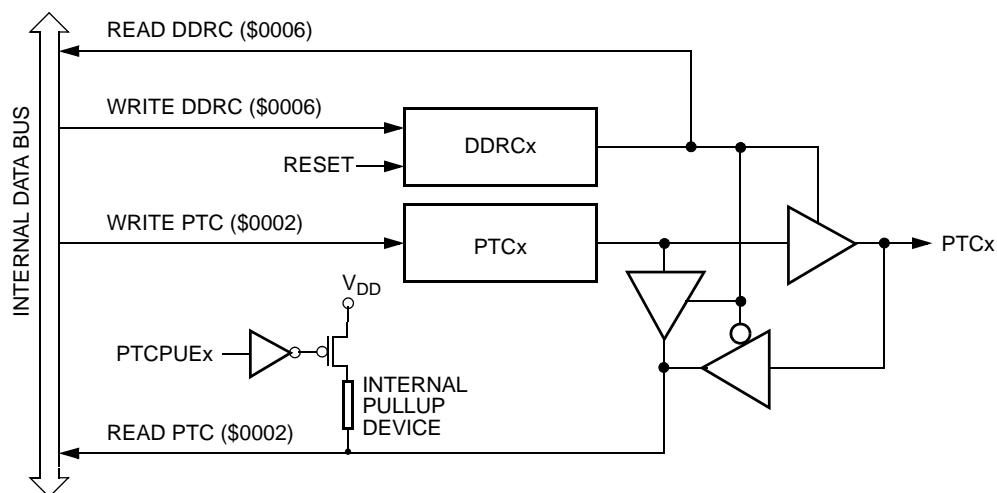 READ DDRC ($0006)
WRITE DDRC ($0006)
DDRCx
RESET
INTERNAL DATA BUS
WRITE PTC ($0002)
PTCx
PTCx
VDD
PTCPUEx
INTERNAL
PULLUP
DEVICE
READ PTC ($0002)